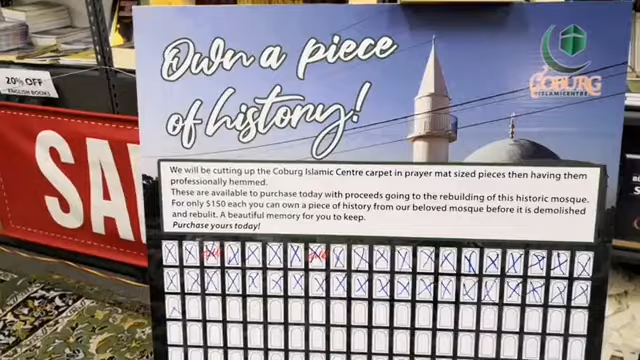 Own a piece
of history!
COBURG
ISLAMIC CENTRE
20% OFF
ENGLISH BOOKS
SAL
We will be cutting up the Coburg Islamic Centre carpet in prayer mat sized pieces then having them
professionally hemmed.
These are available to purchase today with proceeds going to the rebuilding of this historic mosque.
For only $150 each you can own a piece of history from our beloved mosque before it is demolished
and rebulit. A beautiful memory for you to keep.
Purchase yours today!